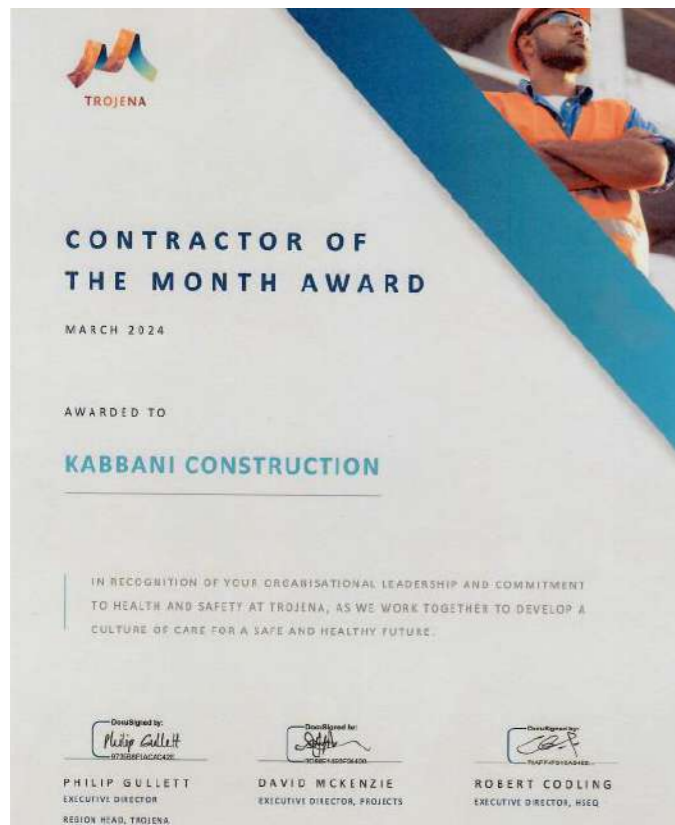 TROJENA
CONTRACTOR OF
THE MONTH AWARD
MARCH 2024
AWARDED TO
KABBANI CONSTRUCTION
IN RECOGNITION OF YOUR ORGANISATIONAL LEADERSHIP AND COMMITMENT
TO HEALTH AND SAFETY AT TROJENA, AS WE WORK TOGETHER TO DEVELOP A
CULTURE OF CARE FOR A SAFE AND HEALTHY FUTURE.
DocuSigned by:
Philip Gullett
DocuSigned by:
DocuSigned by:
PHILIP GULLETT
EXECUTIVE DIRECTOR
REGION HEAD, TROJENA
DAVID MCKENZIE
EXECUTIVE DIRECTOR, PROJECTS
ROBERT COOLING
EXECUTIVE DIRECTOR, HSEQ